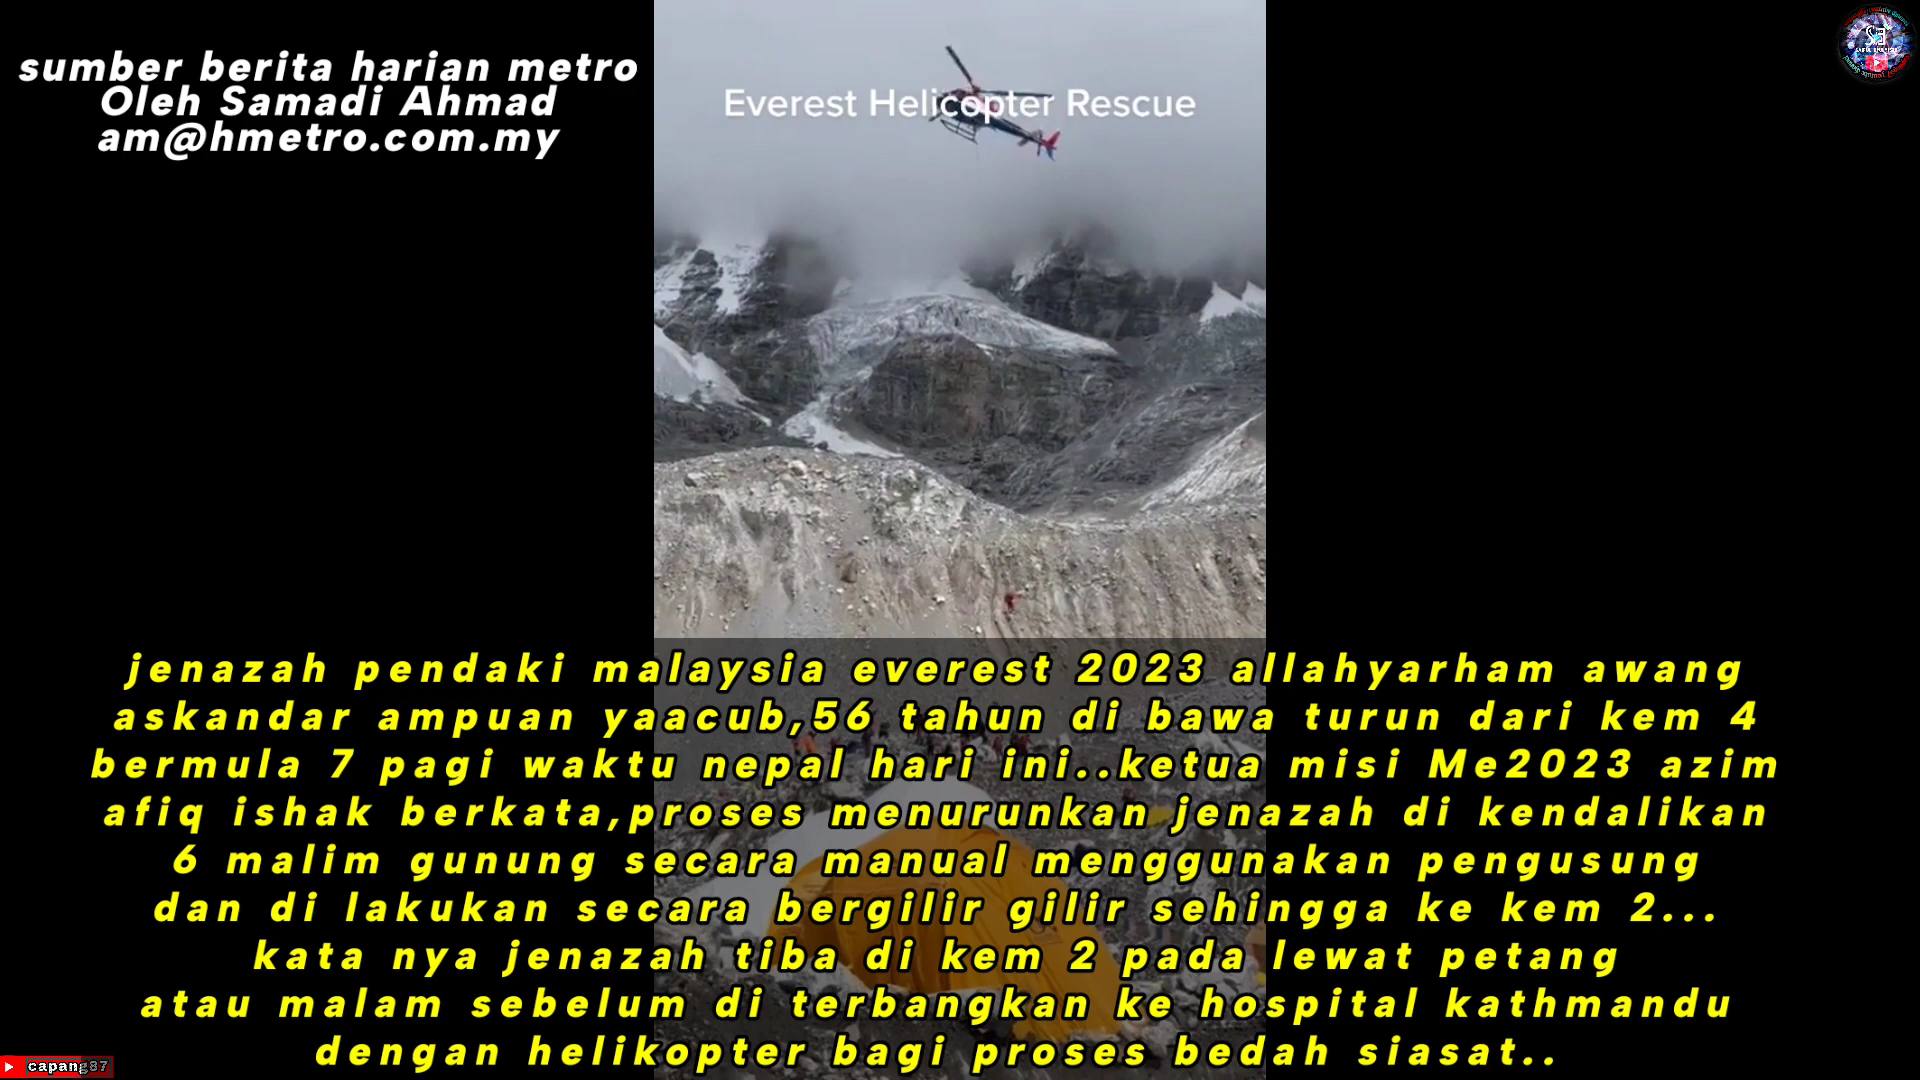 sumber berita harian metro
Oleh Samadi Ahmad
am@hmetro.com.my
Everest Helicopter Rescue
jenazah pendaki malaysia everest 2023 allahyarham awang
askandar ampuan yaacub,56 tahun di bawa turun dari kem 4
bermula 7 pagi waktu nepal hari ini..ketua misi Me2023 azim
afiq ishak berkata,proses menurunkan jenazah di kendalikan
6 malim gunung secara manual menggunakan pengusung
dan di lakukan secara bergilir gilir sehingga ke kem 2...
kata nya jenazah tiba di kem 2 pada lewat petang
atau malam sebelum di terbangkan ke hospital kathmandu
dengan helikopter bagi proses bedah siasat..
capang87